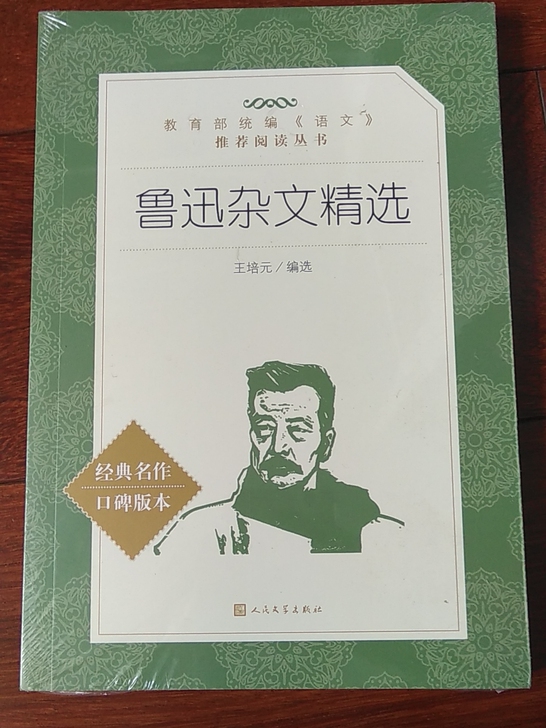 教育部统编《语文》
推荐阅读丛书
鲁迅杂文精选
王培元/编选
经典名作
口碑版本
人民文学出版社